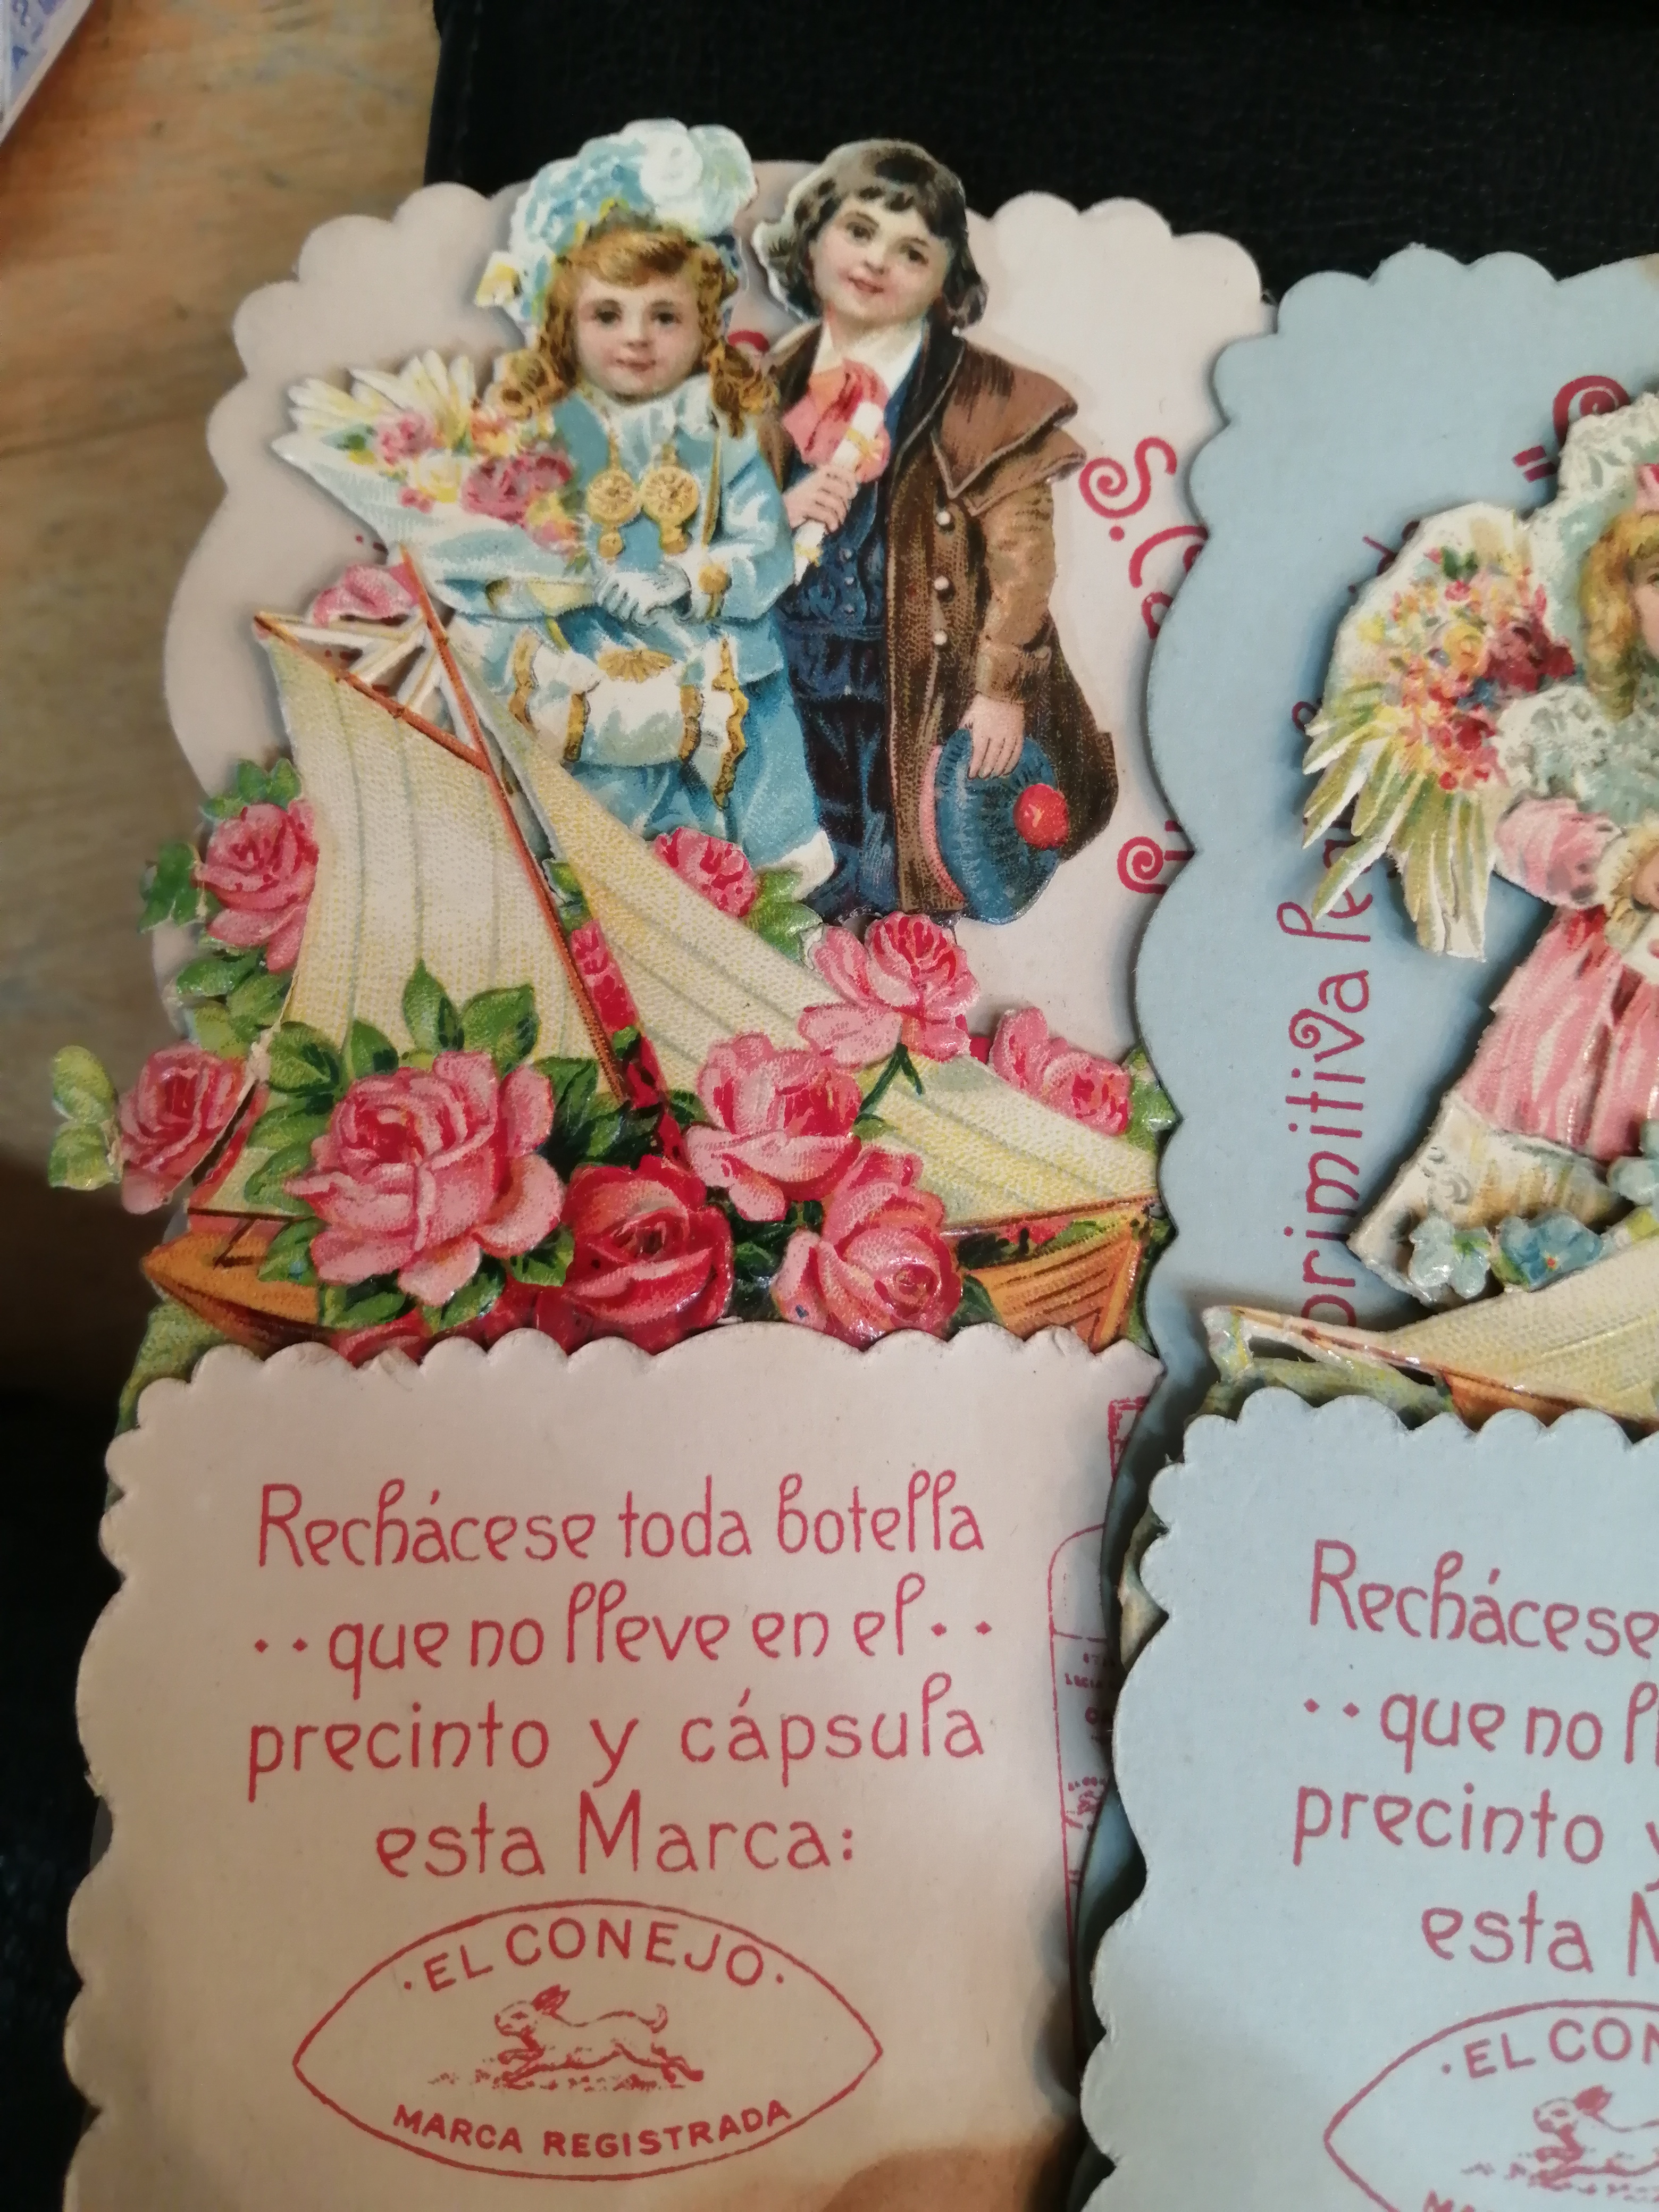 Rechácese toda botella
que no lleve en el
precinto y cápsula
esta Marca:
EL CONEJO
MARCA REGISTRADA
primitiva
Rechácese
que no
precinto
esta
EL